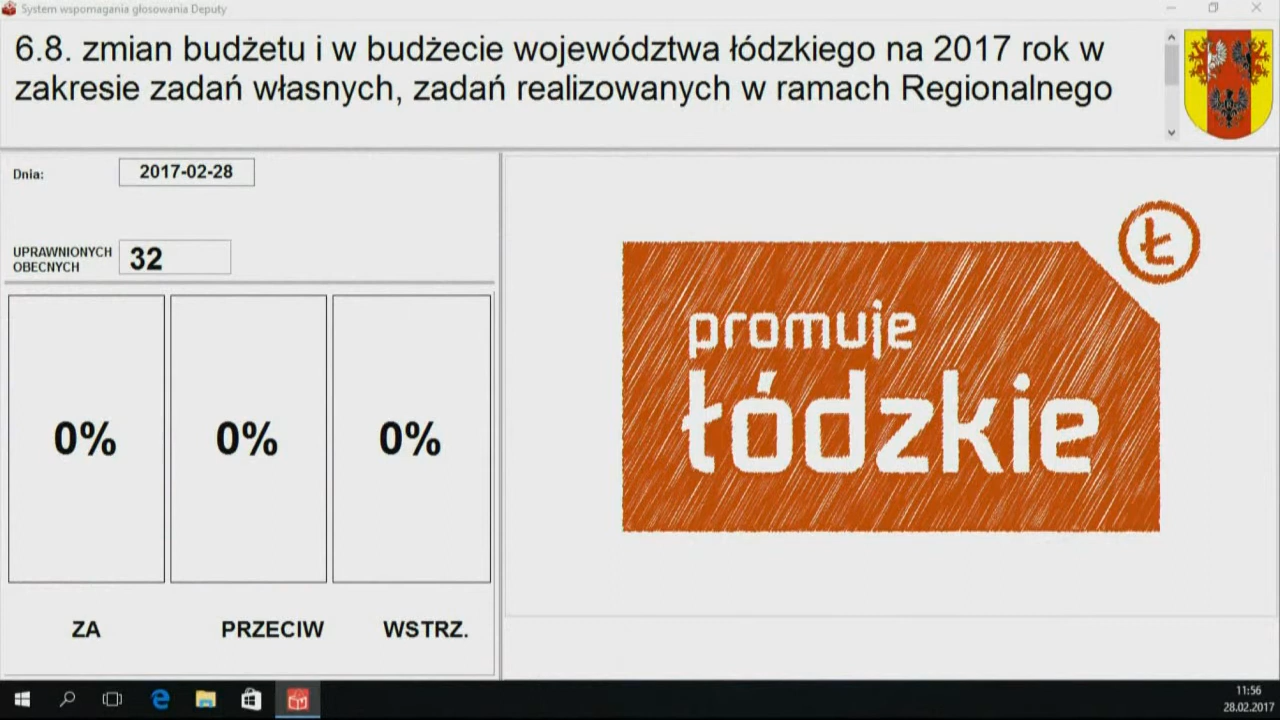 System wspomagania głosowania Deputy
6.8. zmian budżetu i w budżecie województwa łódzkiego na 2017 rok w
zakresie zadań własnych, zadań realizowanych w ramach Regionalnego
Dnia:
2017-02-28
UPRAWNIONYCH
OBECNYCH
32
0%
0%
0%
ZA
PRZECIW
WSTRZ.
Ł
promuje
łódzkie
11:56
28.02.2017